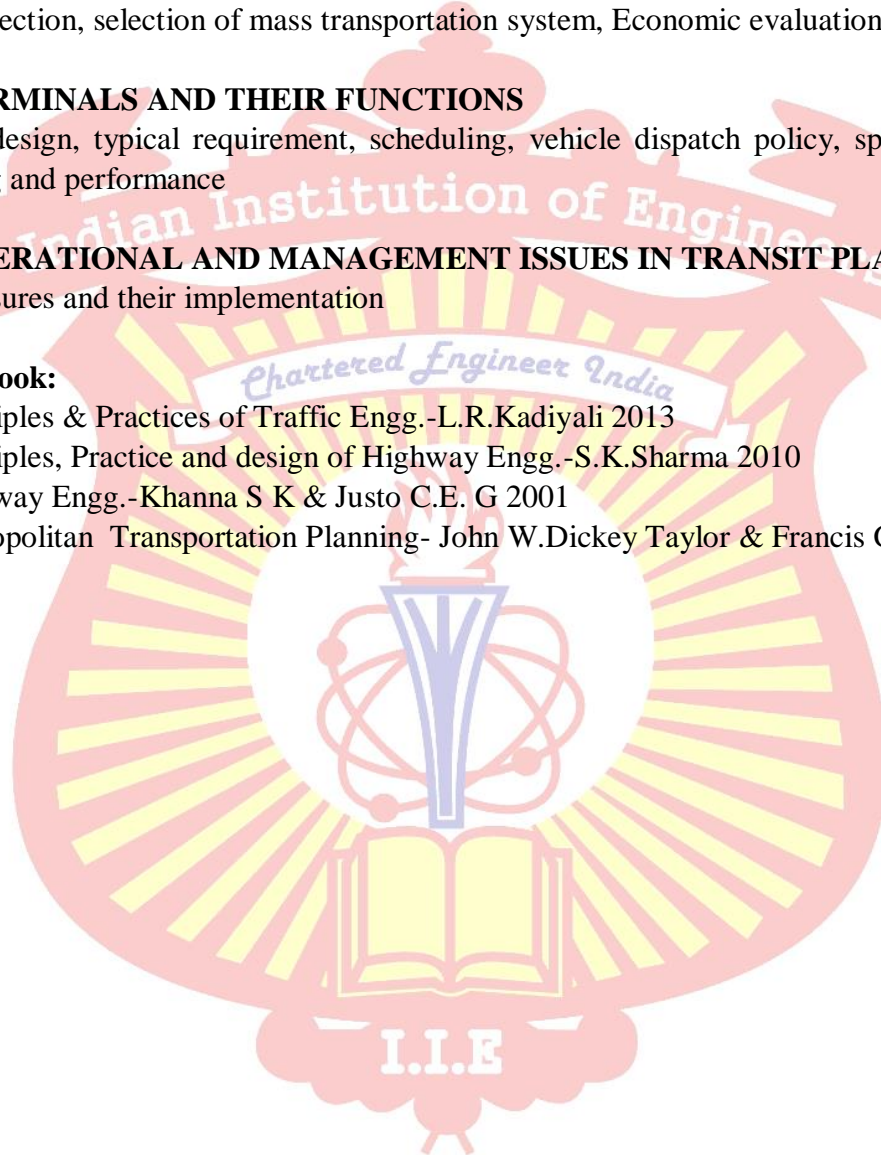 ection, selection of mass transportation system, Economic evaluation
RMINALS AND THEIR FUNCTIONS
design, typical requirement, scheduling, vehicle dispatch policy, sp
g and performance
Indian Institution of Engineers
ERATIONAL AND MANAGEMENT ISSUES IN TRANSIT PLA
sures and their implementation
Chartered Engineer India
ook:
iples & Practices of Traffic Engg.-L.R.Kadiyali 2013
iples, Practice and design of Highway Engg.-S.K.Sharma 2010
way Engg.-Khanna S K & Justo C.E. G 2001
opolitan Transportation Planning- John W.Dickey Taylor & Francis
I.I.E